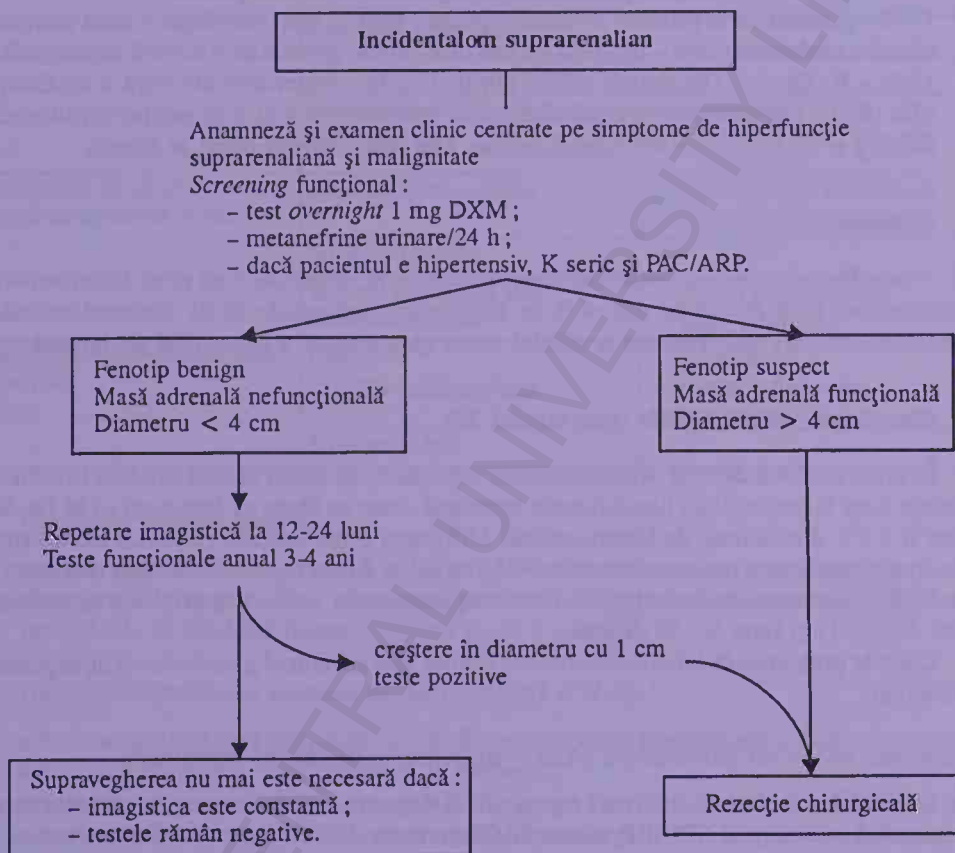 Incidentalom suprarenalian
Anamneză şi examen clinic centrate pe simptome de hiperfuncţie
suprarenaliană şi malignitate
Screening funcţional :
– test overnight 1 mg DXM ;
– metanefrine urinare/24 h ;
– dacă pacientul e hipertensiv, K seric şi PAC/ARP.
Fenotip benign
Masă adrenală nefuncţională
Diametru < 4 cm
Fenotip suspect
Masă adrenală funcţională
Diametru > 4 cm
Repetare imagistică la 12-24 luni
Teste funcţionale anual 3-4 ani
creştere în diametru cu 1 cm
teste pozitive
Supravegherea nu mai este necesară dacă :
– imagistica este constantă ;
– testele rămân negative.
Rezecţie chirurgicală
TRAL UNIVERSITY LI